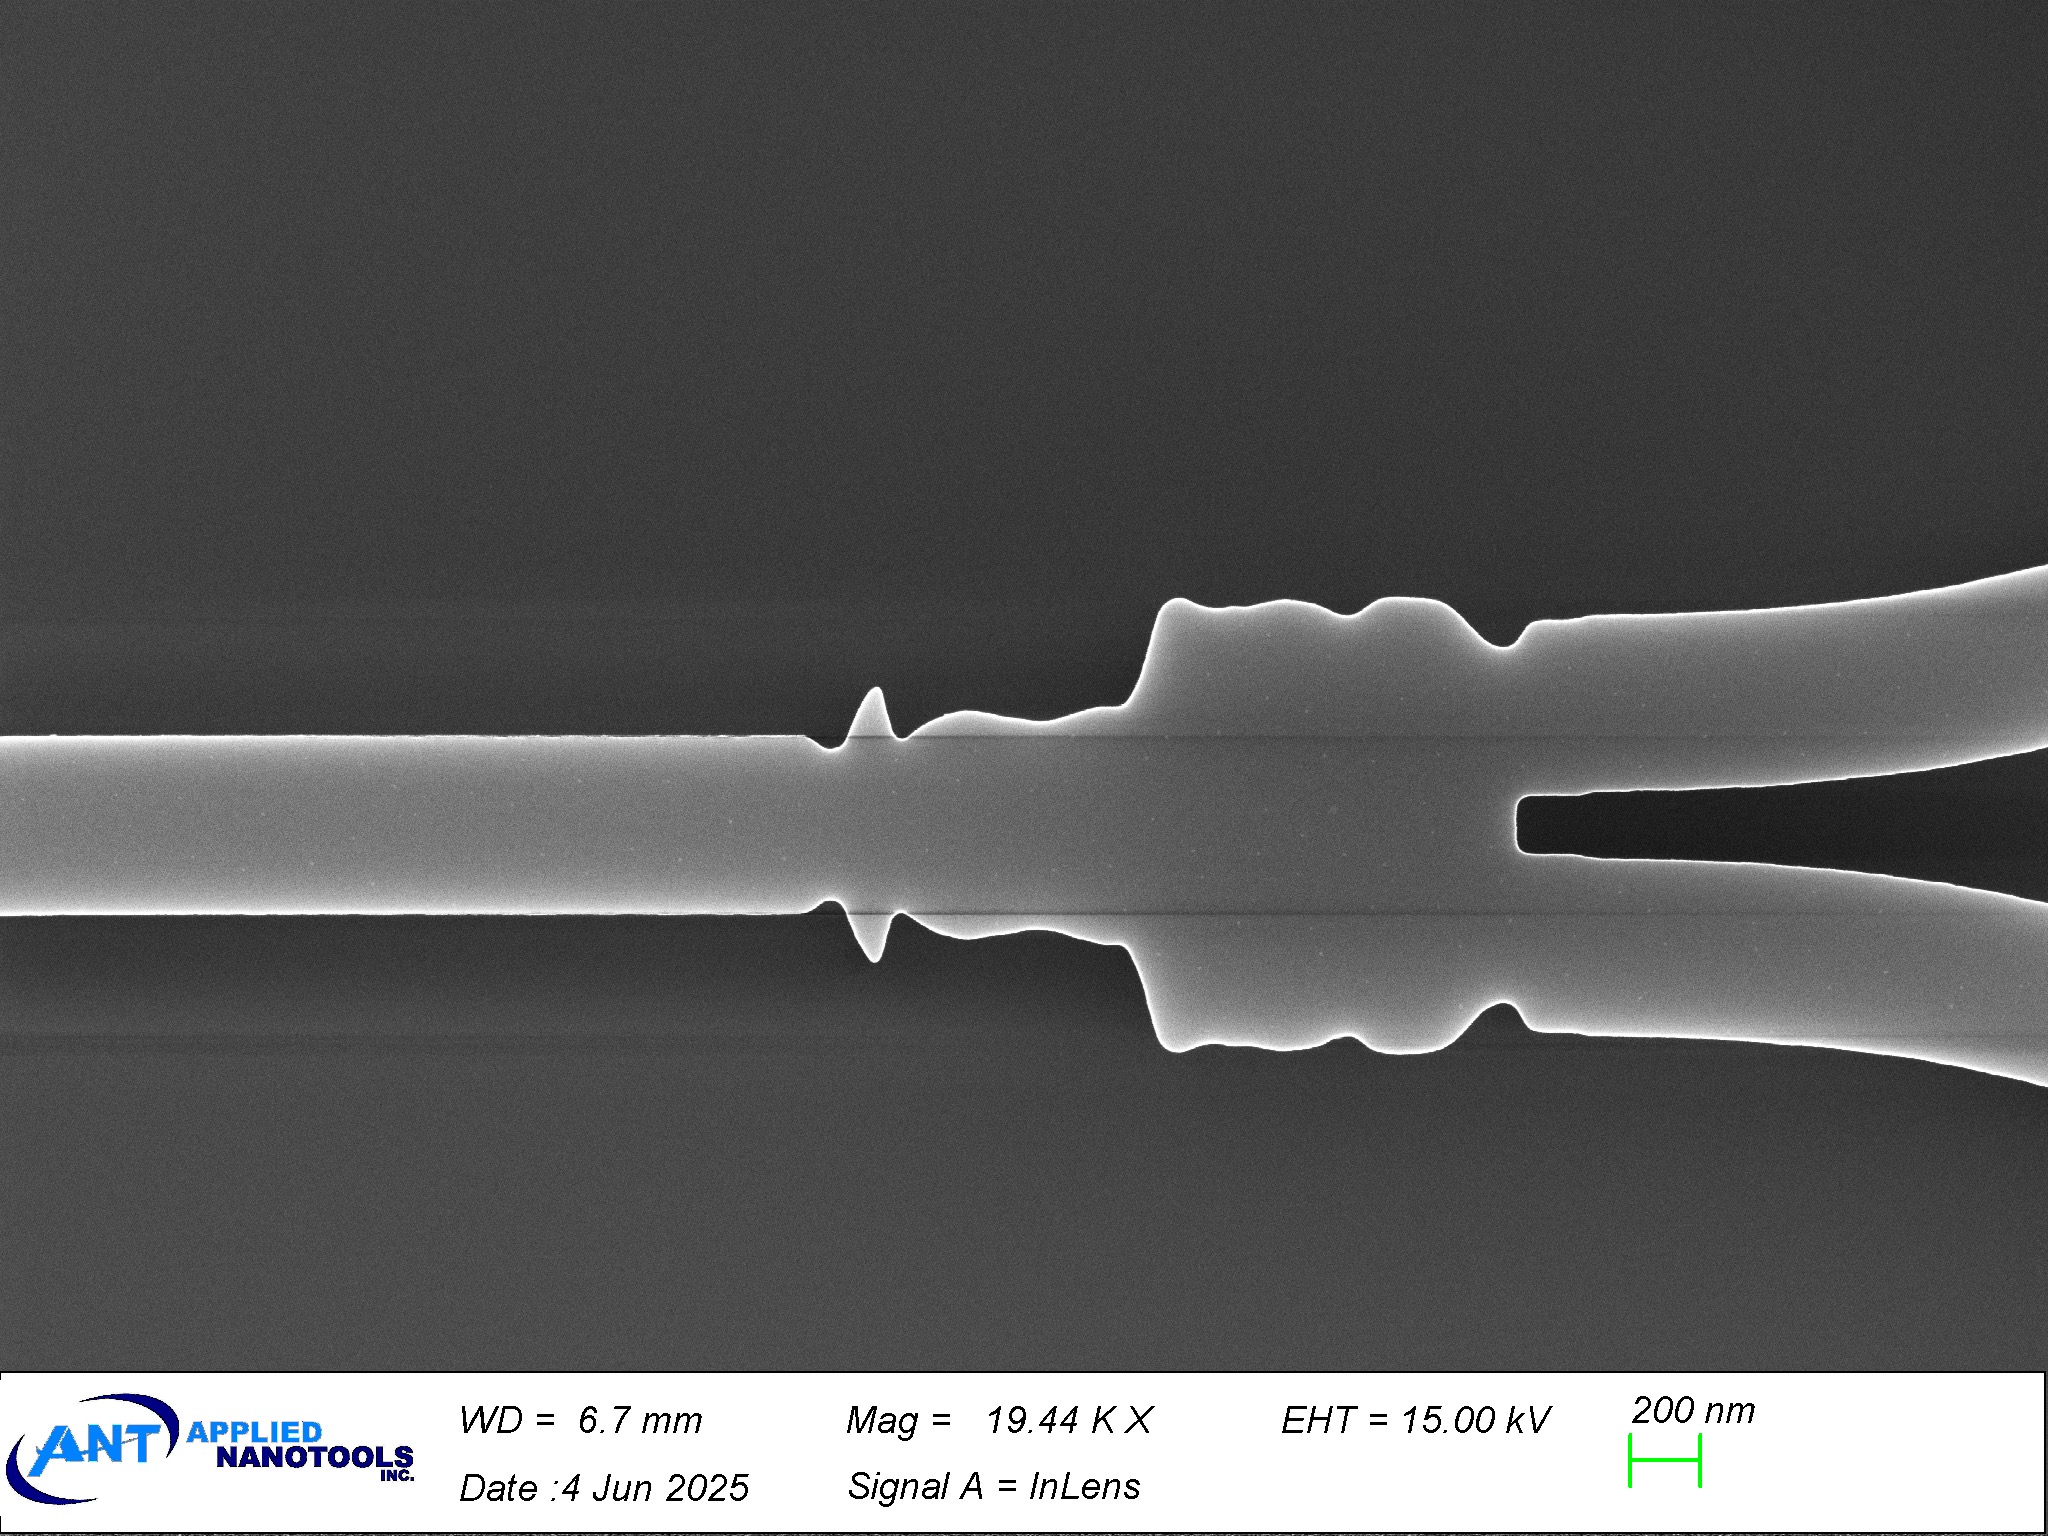 ANT APPLIED
NANOTOOLS
INC.
WD = 6.7 mm
Mag = 19.44 K X
EHT = 15.00 kV
200 nm
Date :4 Jun 2025
Signal A = InLens